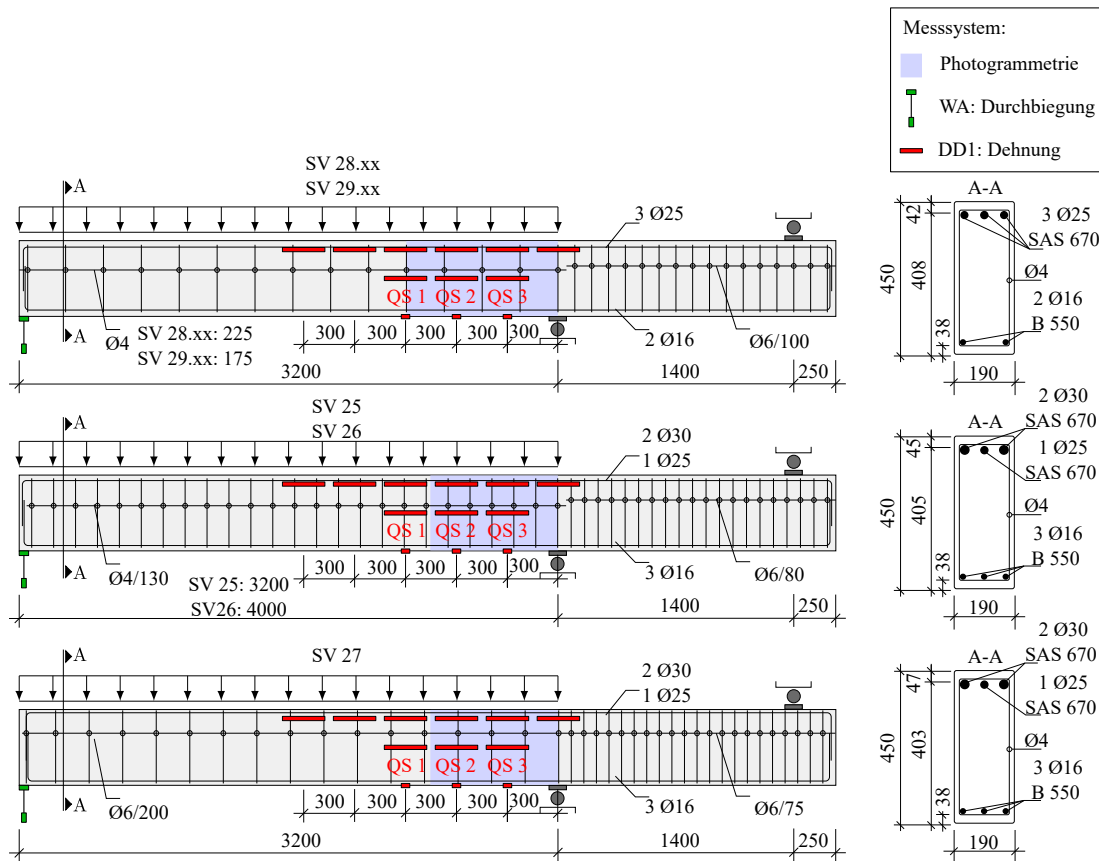 Messsystem:
Photogrammetrie
WA: Durchbiegung
DD1: Dehnung
SV 28.xx
SV 29.xx
A
3 Ø25
QS 1 QS 2 QS 3
A
Ø4
SV 28.xx: 225
SV 29.xx: 175
300 300 300 300 300
2 Ø16
Ø6/100
3200 1400 250
A-A
42
450
408
38
3 Ø25
SAS 670
Ø4
2 Ø16
B 550
190
SV 25
SV 26
A
2 Ø30
1 Ø25
QS 1 QS 2 QS 3
A
Ø4/130
300 300 300 300 300
3 Ø16
Ø6/80
SV 25: 3200
SV26: 4000
1400 250
2 Ø30
A-A
SAS 670
45
1 Ø25
SAS 670
450
405
Ø4
3 Ø16
38
B 550
190
SV 27
A
2 Ø30
1 Ø25
QS 1 QS 2 QS 3
A
Ø6/200
300 300 300 300 300
3 Ø16
Ø6/75
3200 1400 250
2 Ø30
A-A
SAS 670
47
1 Ø25
SAS 670
450
403
Ø4
3 Ø16
38
B 550
190